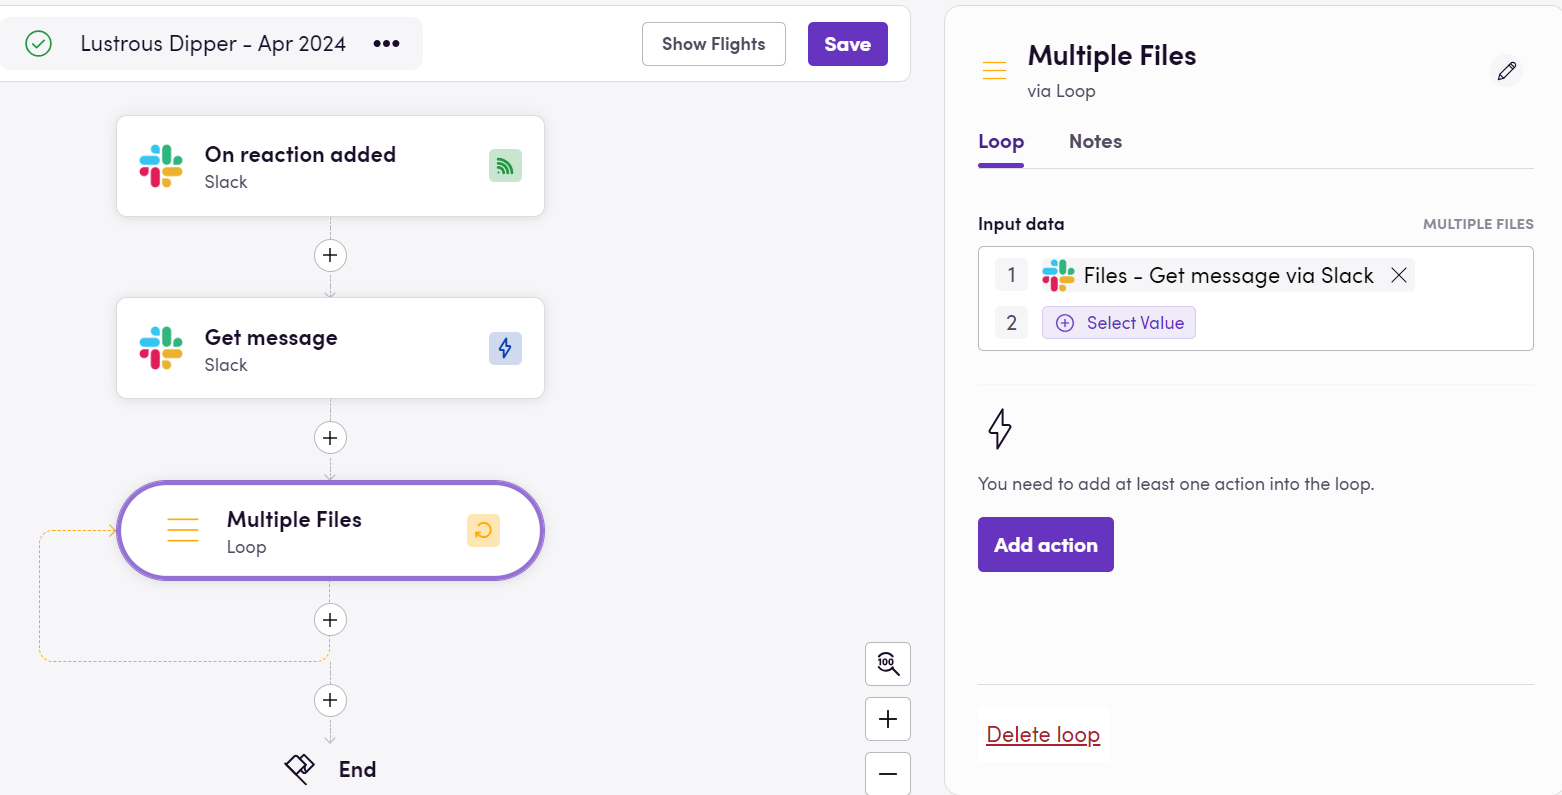 Lustrous Dipper - Apr 2024 •••
Show Flights
Save
On reaction added
Slack
Get message
Slack
Multiple Files
Loop
End
100
Multiple Files
via Loop
Loop
Notes
Input data
MULTIPLE FILES
1 Files - Get message via Slack
2 Select Value
You need to add at least one action into the loop.
Add action
Delete loop